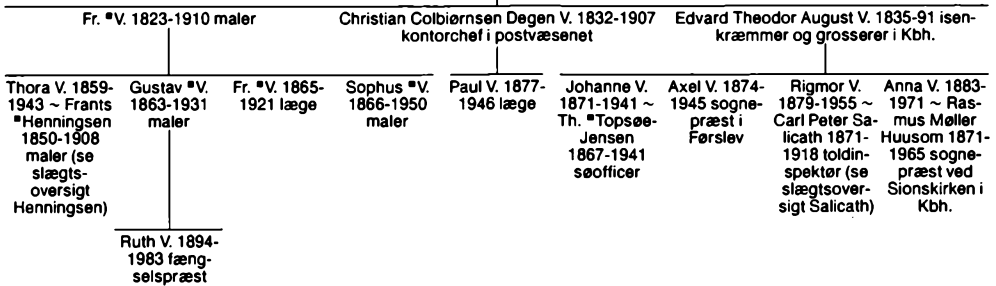 Fr. ▪V. 1823-1910 maler
Christian Colbiørnsen Degen V. 1832-1907
kontorchef i postvæsenet
Edvard Theodor August V. 1835-91 isen-
kræmmer og grosserer i Kbh.
Thora V. 1859-
1943 ~ Frants
▪Henningsen
1850-1908
maler (se
slægts-
oversigt
Henningsen)
Gustav ▪V.
1863-1931
maler
Fr. ▪V. 1865-
1921 læge
Sophus ▪V.
1866-1950
maler
Paul V. 1877-
1946 læge
Johanne V.
1871-1941 ~
Th. ▪Topsøe-
Jensen
1867-1941
søofficer
Axel V. 1874-
1945 sogne-
præst i
Førslev
Rigmor V.
1879-1955 ~
Carl Peter Sa-
licath 1871-
1918 toldin-
spektør (se
slægtsover-
sigt Salicath)
Anna V. 1883-
1971 ~ Ras-
mus Møller
Huusom 1871-
1965 sogne-
præst ved
Sionskirken i
Kbh.
Ruth V. 1894-
1983 fæng-
selspræst